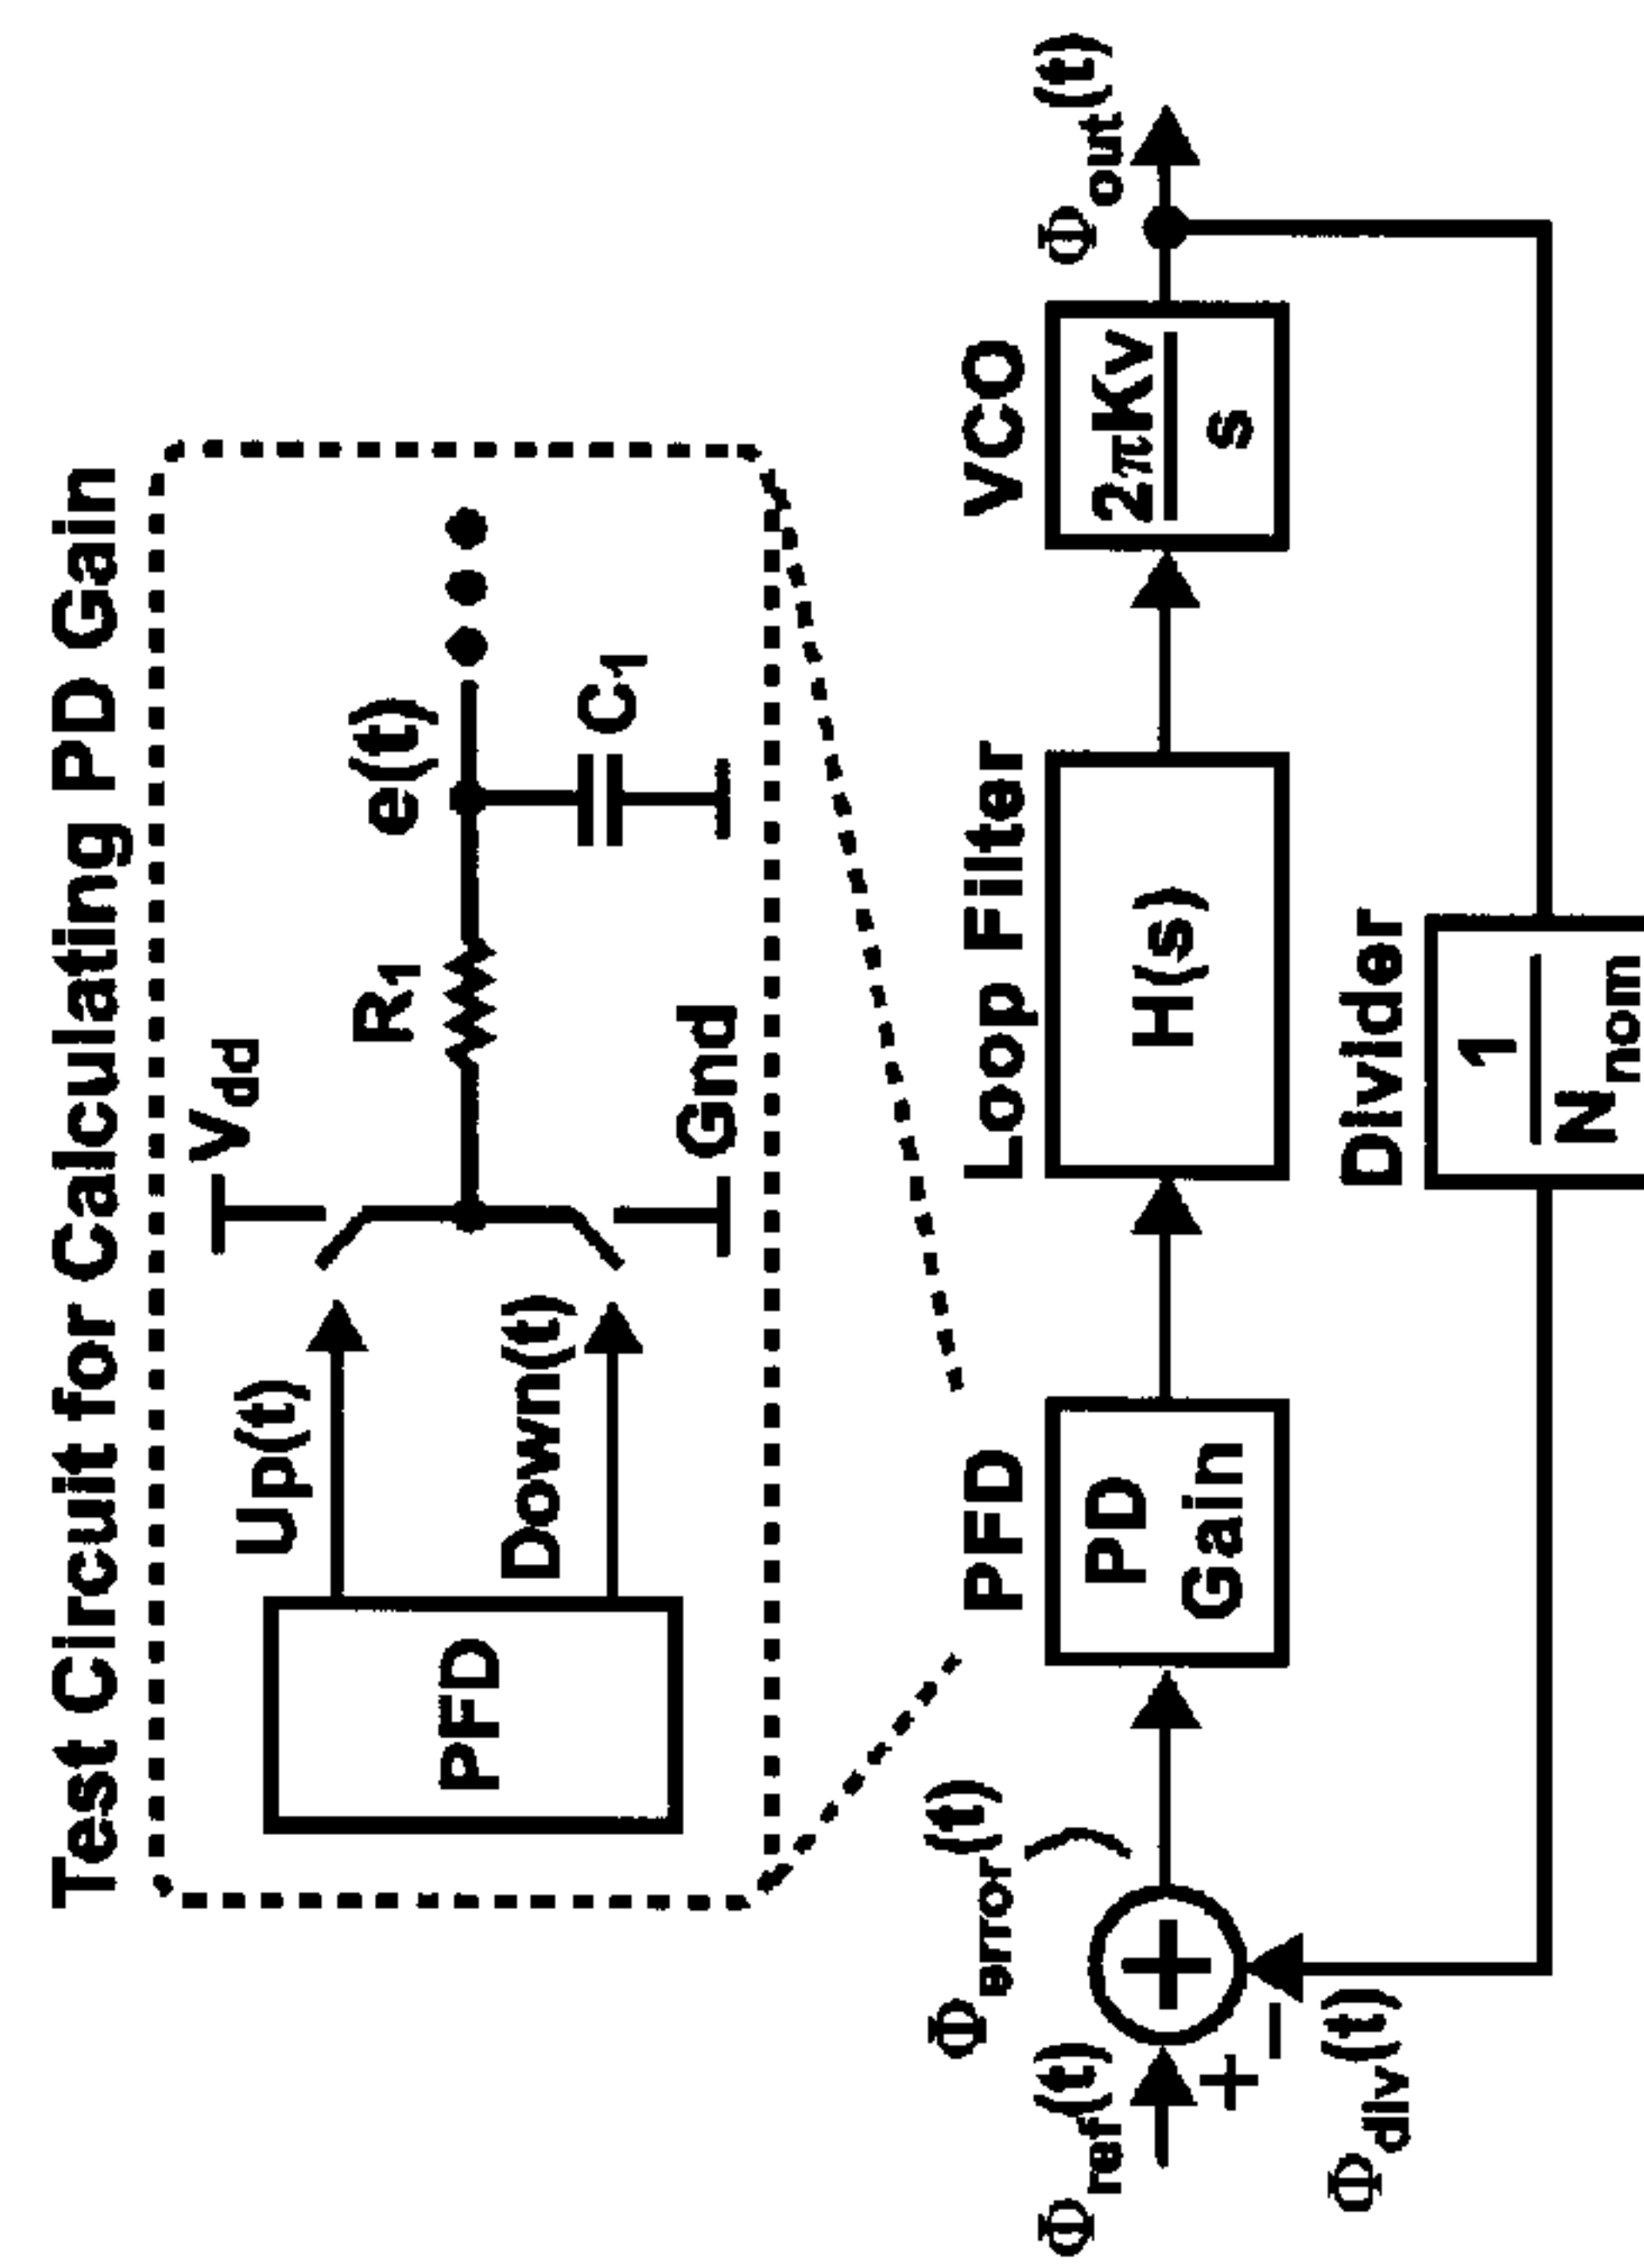 Test Circuit for Calculating PD Gain
Vdd
Up(t)
R1
e(t)
PFD
Down(t)
C1
Gnd
Φerror(t)
PFD
Loop Filter
VCO
Φref(t)
PD
Gain
H(s)
2πKv
s
Φout(t)
+
−
Φdiv(t)
Divider
1
Nnom